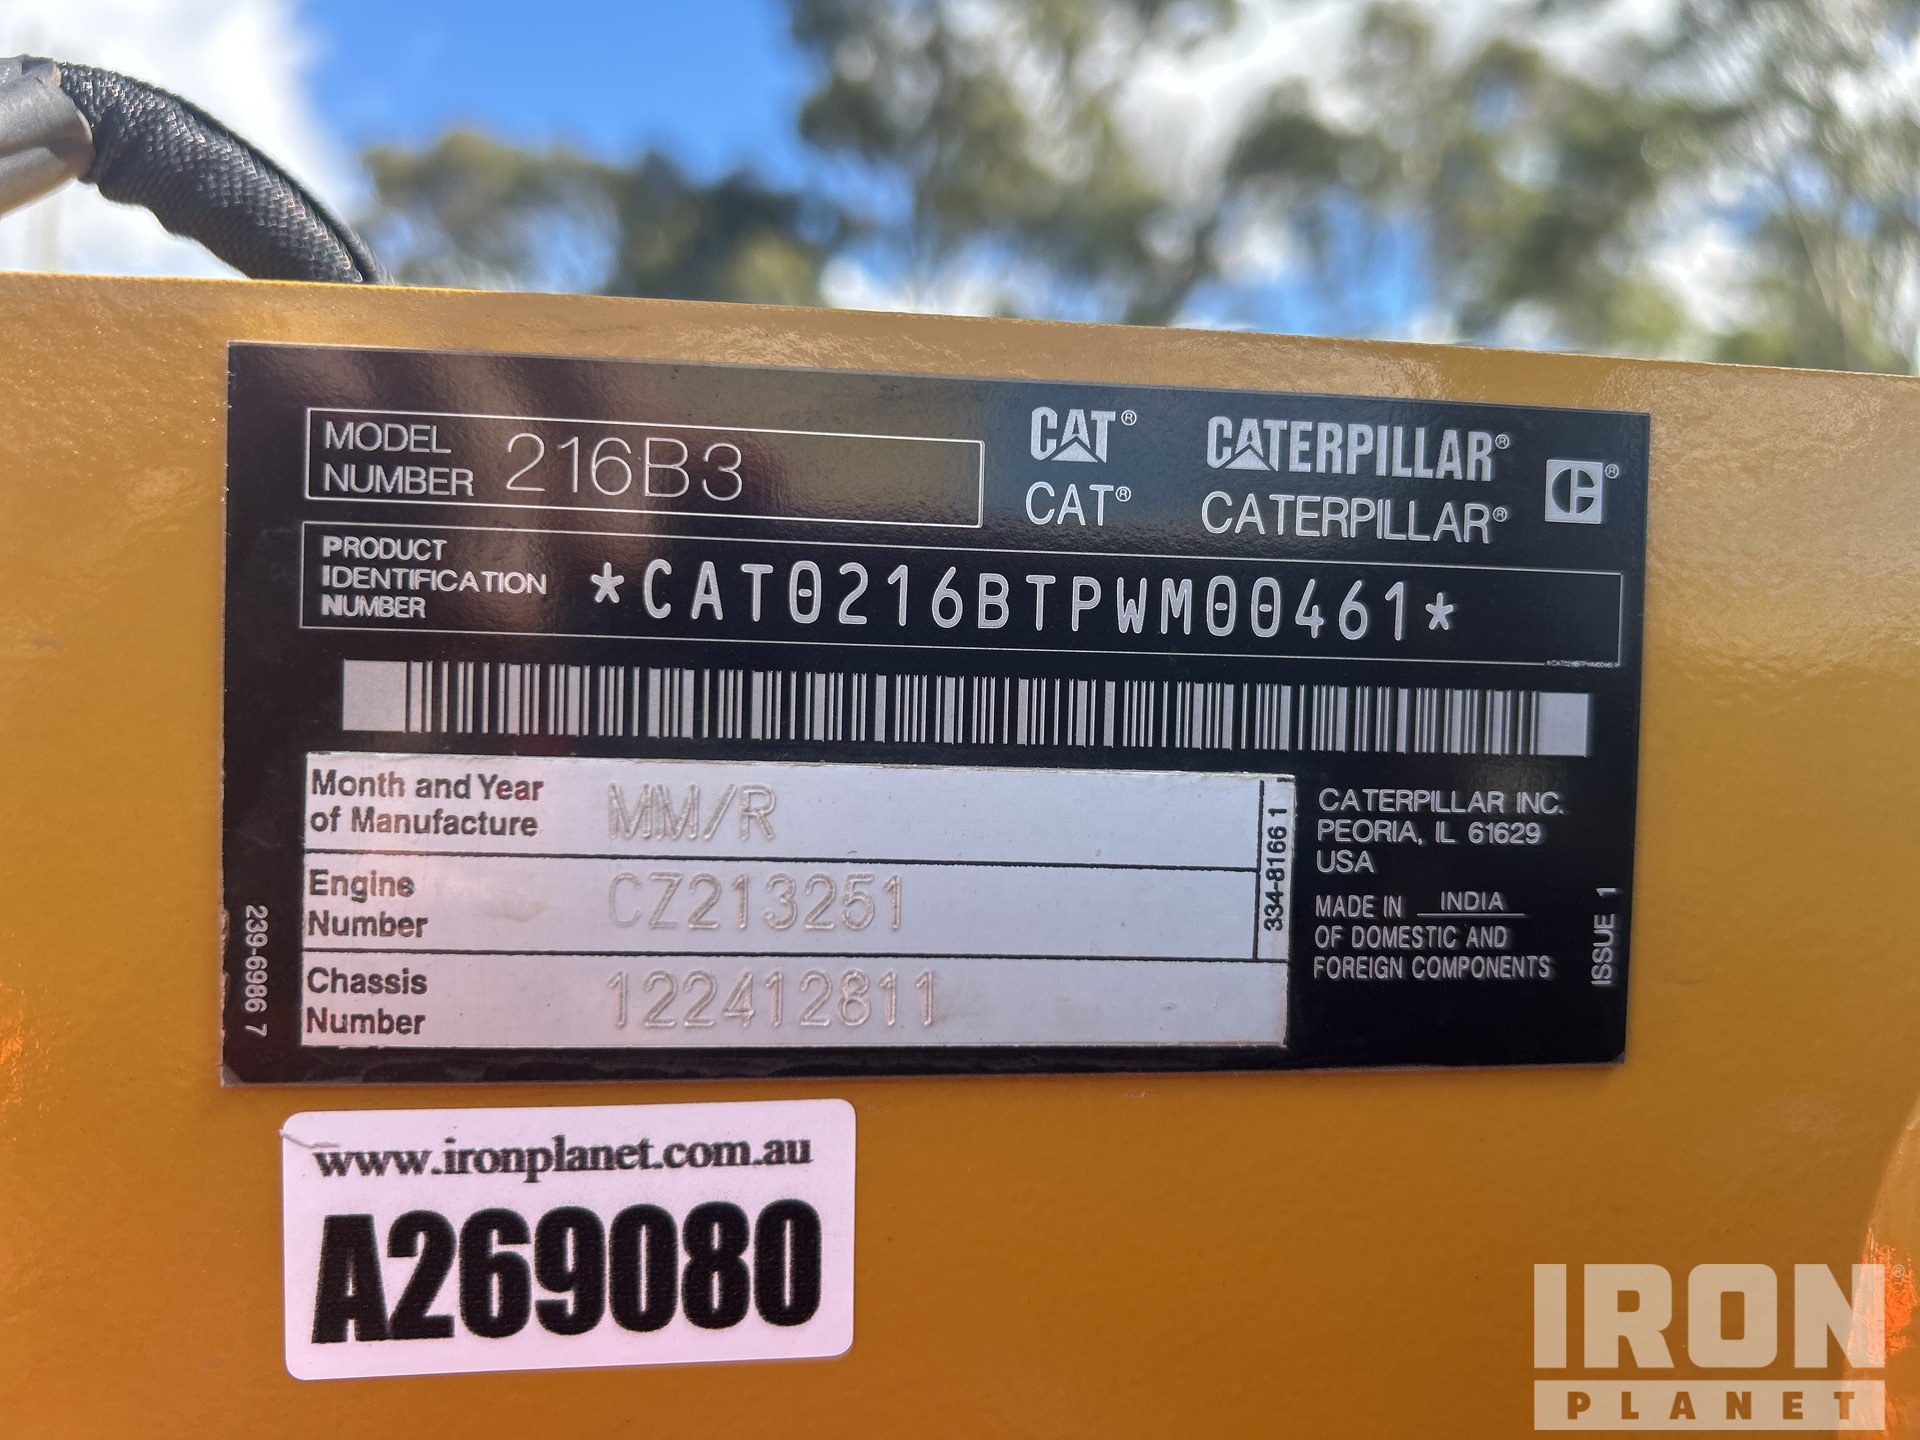 MODEL NUMBER 216B3
CAT® CATERPILLAR®
CAT® CATERPILLAR®
PRODUCT
IDENTIFICATION
NUMBER
*CAT0216BTPWM00461*
Month and Year
of Manufacture
MM/R
Engine
Number
CZ213251
Chassis
Number
122412811
334-8166 1
239-6986 7
CATERPILLAR INC.
PEORIA, IL 61629
USA
MADE IN INDIA
OF DOMESTIC AND
FOREIGN COMPONENTS
ISSUE 1
www.ironplanet.com.au
A269080
IRON®
PLANET